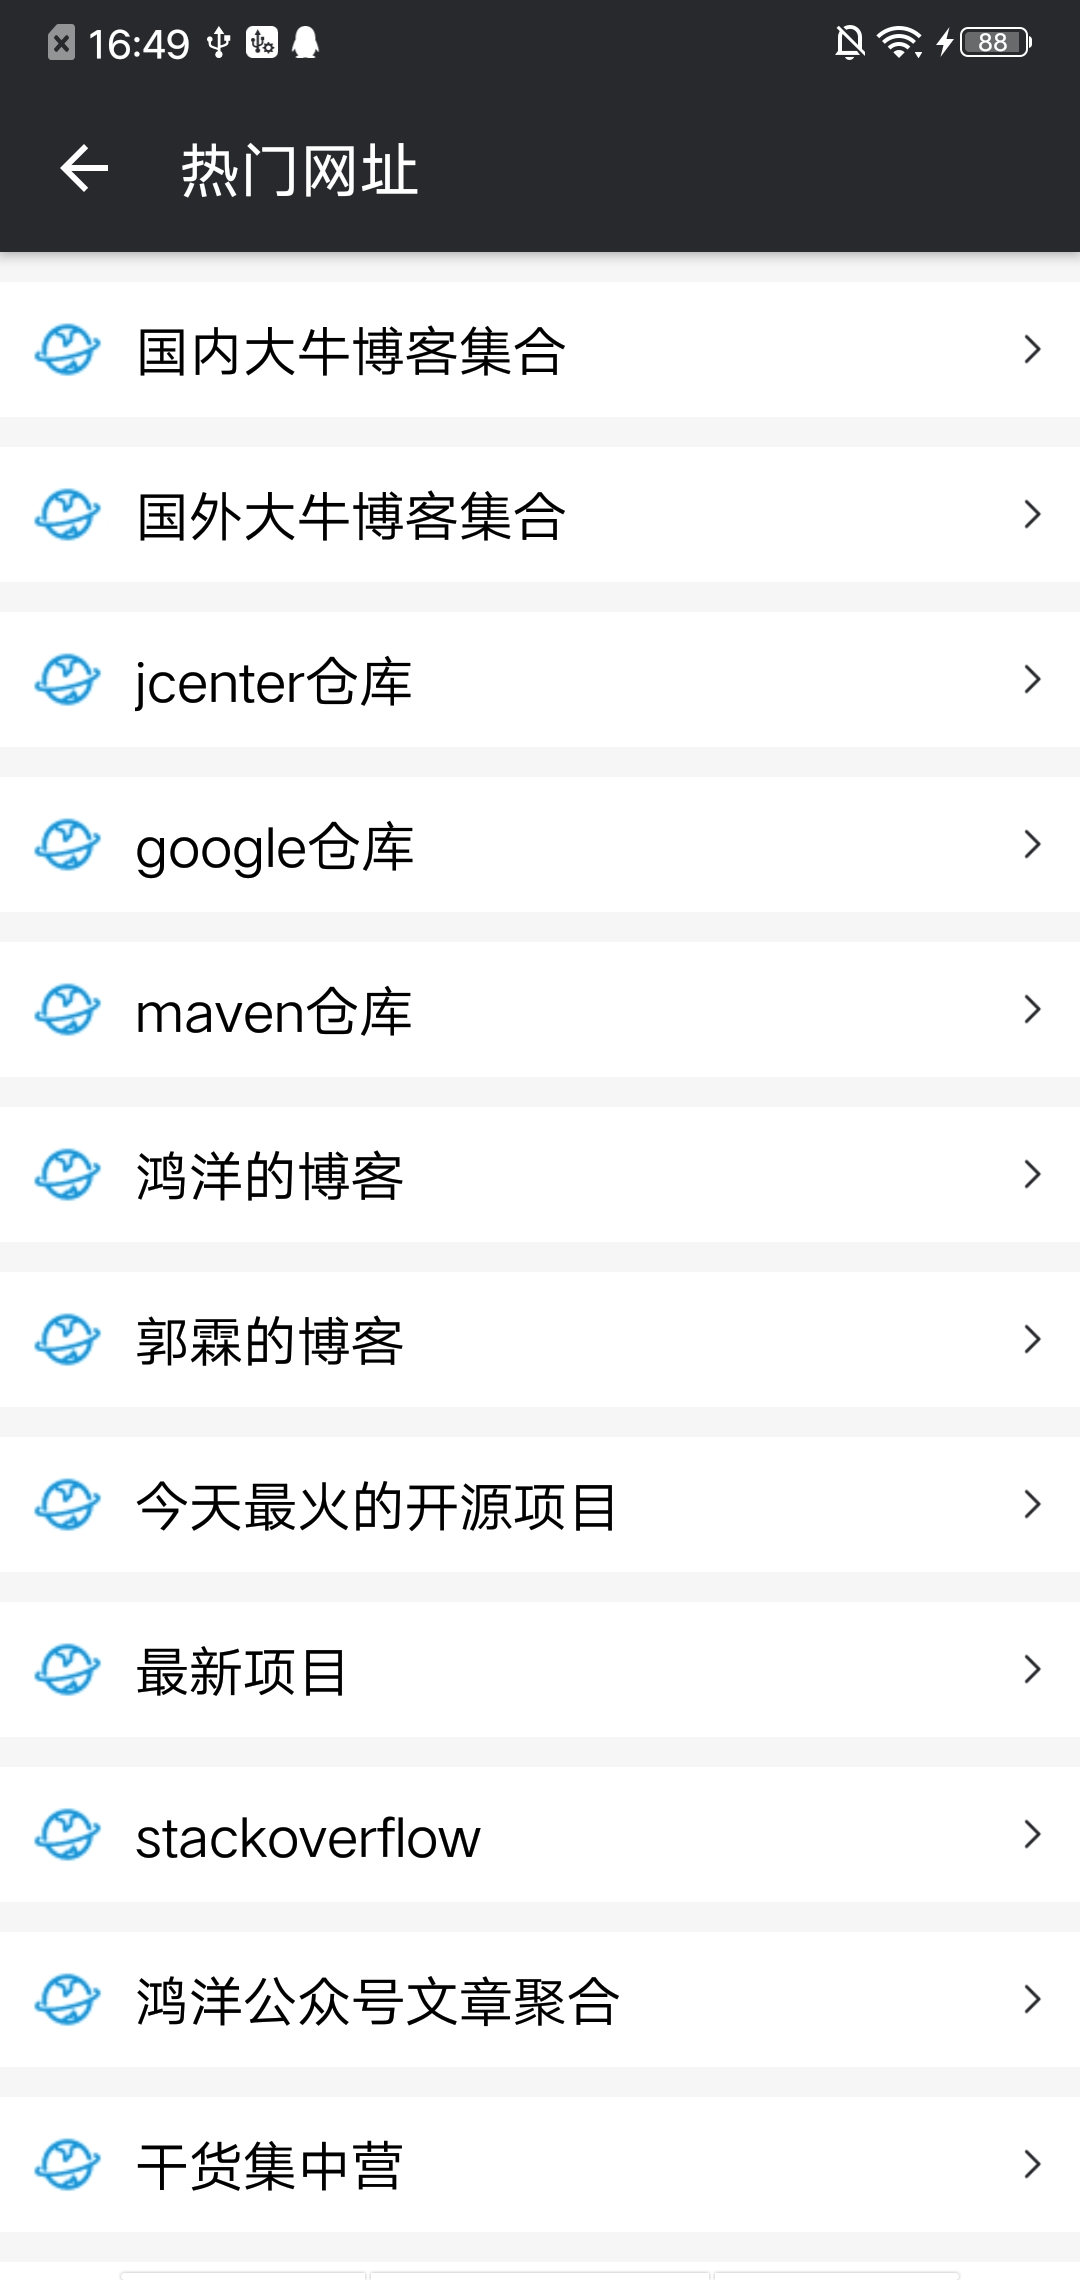 16:49
88
热门网址
国内大牛博客集合
国外大牛博客集合
jcenter仓库
google仓库
maven仓库
鸿洋的博客
郭霖的博客
今天最火的开源项目
最新项目
stackoverflow
鸿洋公众号文章聚合
干货集中营